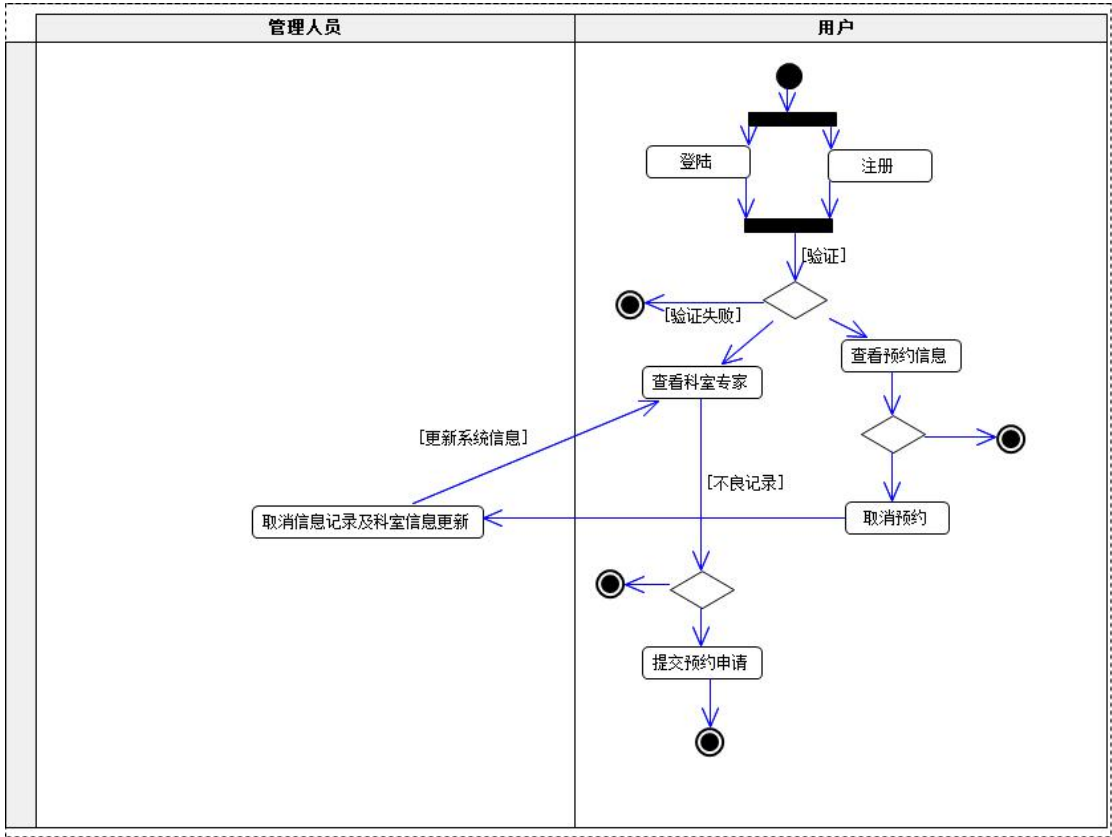 管理人员
用户
登陆
注册
[验证]
[验证失败]
查看预约信息
查看科室专家
[更新系统信息]
[不良记录]
取消信息记录及科室信息更新
取消预约
提交预约申请